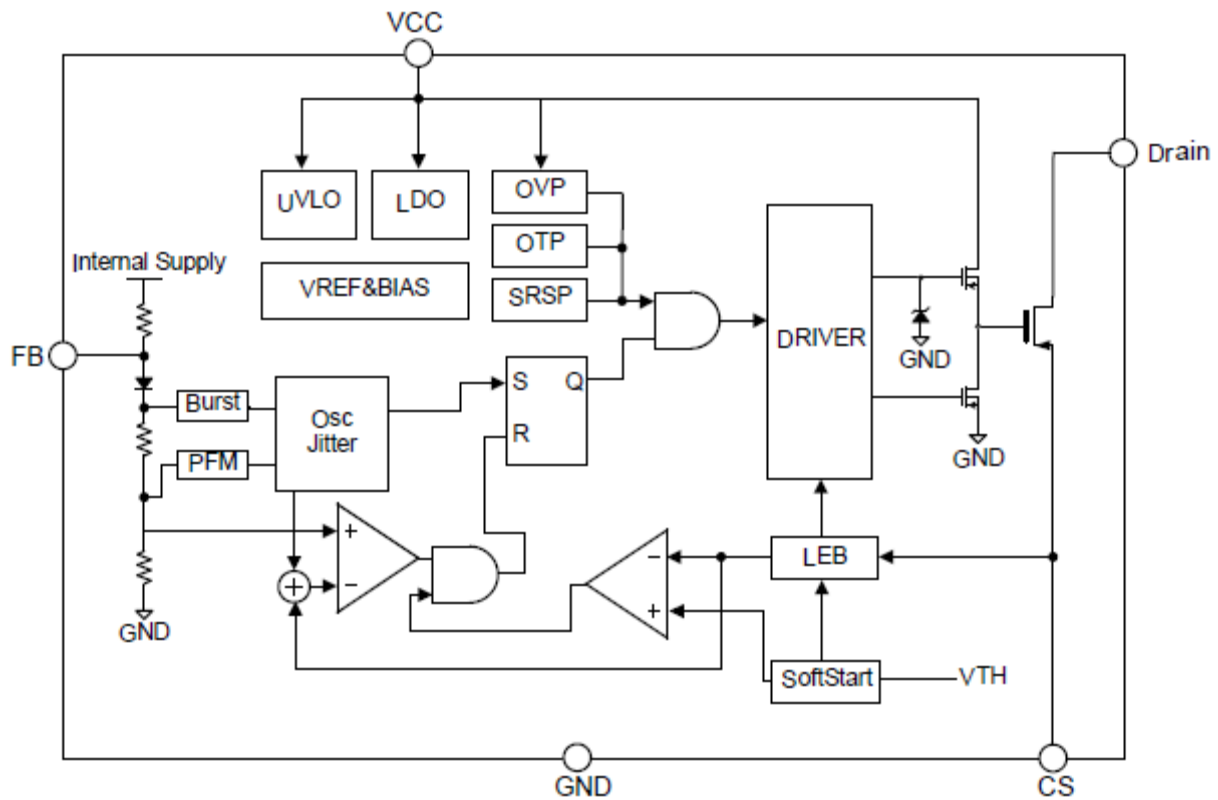 VCC
Drain
UVLO
LDO
OVP
OTP
SRSP
Internal Supply
VREF&BIAS
DRIVER
GND
FB
Burst
Osc
Jitter
S
Q
R
PFM
GND
+
−
+
−
+
LEB
GND
SoftStart
VTH
GND
CS